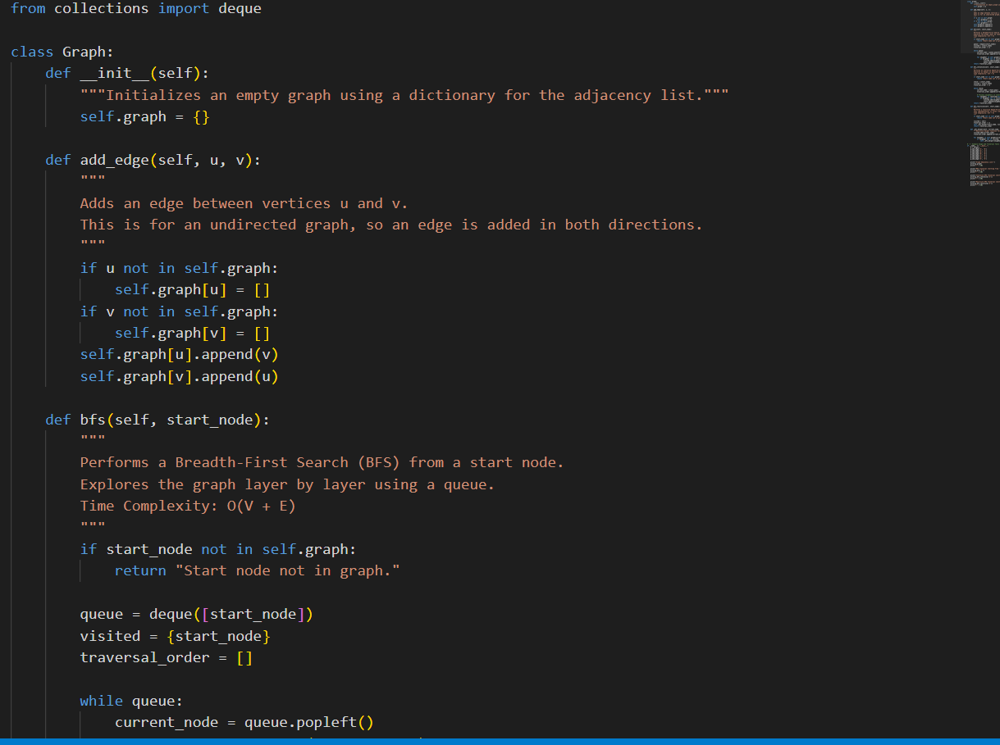 from collections import deque

class Graph:
    def __init__(self):
        """Initializes an empty graph using a dictionary for the adjacency list."""
        self.graph = {}

    def add_edge(self, u, v):
        """
        Adds an edge between vertices u and v.
        This is for an undirected graph, so an edge is added in both directions.
        """
        if u not in self.graph:
            self.graph[u] = []
        if v not in self.graph:
            self.graph[v] = []
        self.graph[u].append(v)
        self.graph[v].append(u)

    def bfs(self, start_node):
        """
        Performs a Breadth-First Search (BFS) from a start node.
        Explores the graph layer by layer using a queue.
        Time Complexity: O(V + E)
        """
        if start_node not in self.graph:
            return "Start node not in graph."

        queue = deque([start_node])
        visited = {start_node}
        traversal_order = []

        while queue:
            current_node = queue.popleft()